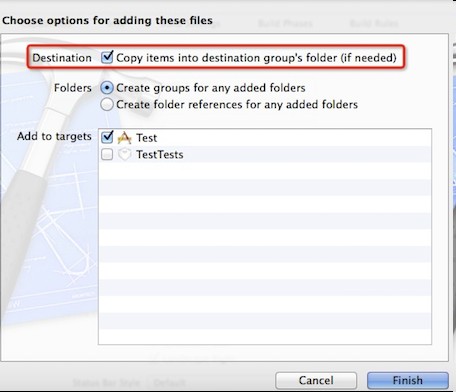 Choose options for adding these files
Destination Copy items into destination group's folder (if needed)
Folders Create groups for any added folders
Create folder references for any added folders
Add to targets Test
TestTests
Cancel Finish